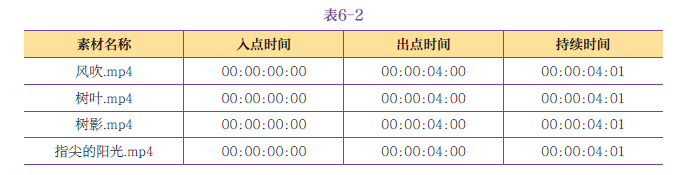 表6-2
素材名称 入点时间 出点时间 持续时间
风吹.mp4 00:00:00:00 00:00:04:00 00:00:04:01
树叶.mp4 00:00:00:00 00:00:04:00 00:00:04:01
树影.mp4 00:00:00:00 00:00:04:00 00:00:04:01
指尖的阳光.mp4 00:00:00:00 00:00:04:00 00:00:04:01